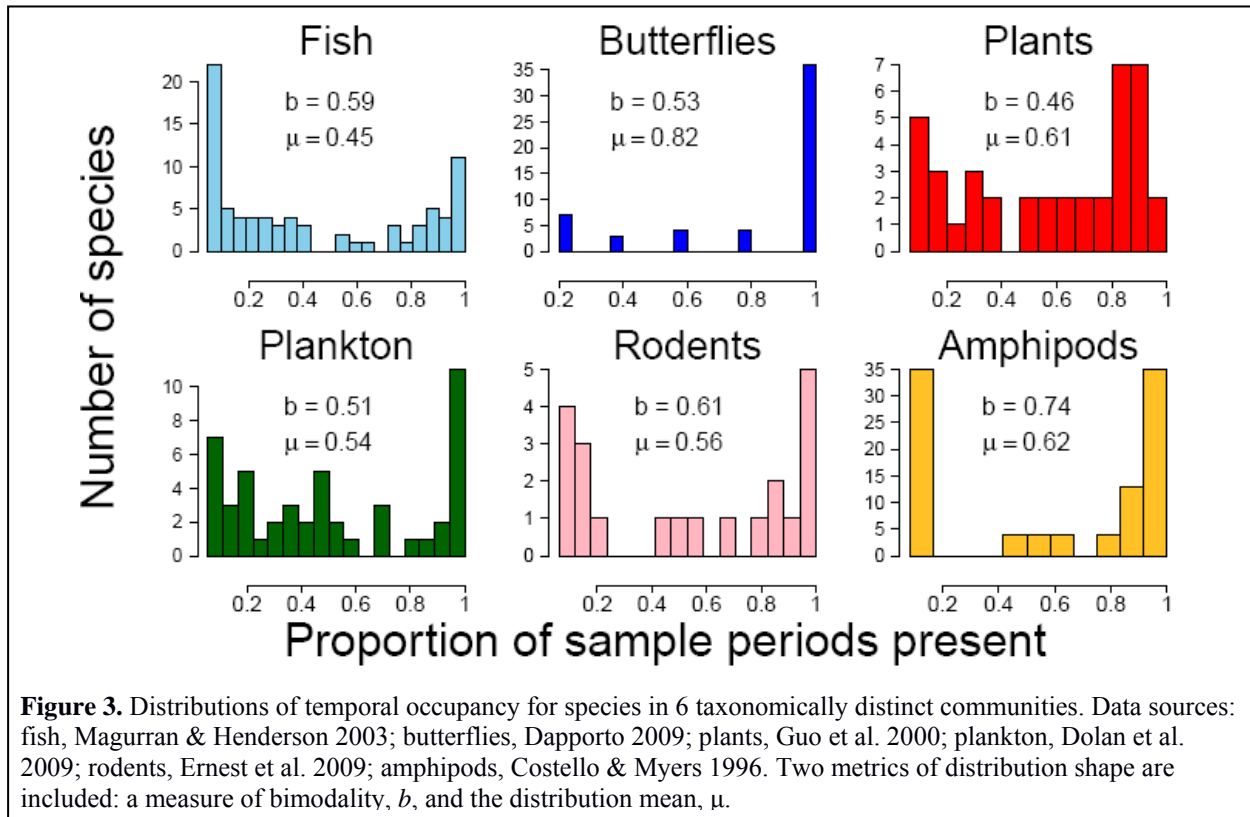 Fish
Butterflies
Plants
Number of species
20
15
10
5
0
b = 0.59
μ = 0.45
0.2 0.4 0.6 0.8 1
35
30
25
20
15
10
5
0
b = 0.53
μ = 0.82
0.2 0.4 0.6 0.8 1
7
6
5
4
3
2
1
0
b = 0.46
μ = 0.61
0.2 0.4 0.6 0.8 1
Plankton
Rodents
Amphipods
10
8
6
4
2
0
b = 0.51
μ = 0.54
0.2 0.4 0.6 0.8 1
5
4
3
2
1
0
b = 0.61
μ = 0.56
0.2 0.4 0.6 0.8 1
35
30
25
20
15
10
5
0
b = 0.74
μ = 0.62
0.2 0.4 0.6 0.8 1
Proportion of sample periods present
Figure 3. Distributions of temporal occupancy for species in 6 taxonomically distinct communities. Data sources:
fish, Magurran & Henderson 2003; butterflies, Dapporto 2009; plants, Guo et al. 2000; plankton, Dolan et al.
2009; rodents, Ernest et al. 2009; amphipods, Costello & Myers 1996. Two metrics of distribution shape are
included: a measure of bimodality, b, and the distribution mean, μ.